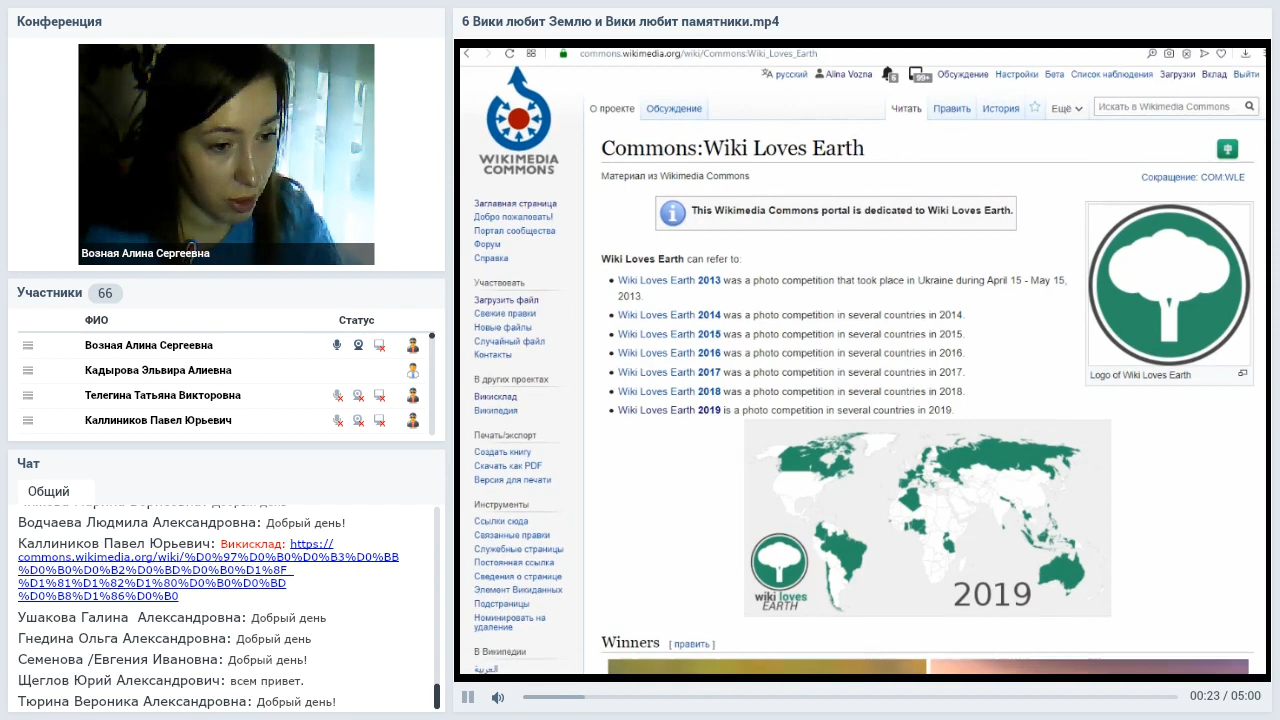 Конференция
Возная Алина Сергеевна
Участники 66
ФИО Статус
Возная Алина Сергеевна
Кадырова Эльвира Алиевна
Телегина Татьяна Викторовна
Каллиников Павел Юрьевич
Чат
Общий
Водчаева Людмила Александровна: Добрый день!
Каллиников Павел Юрьевич: Викисклад: https://
commons.wikimedia.org/wiki/%D0%97%D0%B0%D0%B3%D0%BB
%D0%B0%D0%B2%D0%BD%D0%B0%D1%8F_
%D1%81%D1%82%D1%80%D0%B0%D0%BD
%D0%B8%D1%86%D0%B0
Ушакова Галина Александровна: Добрый день
Гнедина Ольга Александровна: Добрый день
Семенова /Евгения Ивановна: Добрый день!
Щеглов Юрий Александрович: всем привет.
Тюрина Вероника Александровна: Добрый день!
6 Вики любит Землю и Вики любит памятники.mp4
commons.wikimedia.org/wiki/Commons:Wiki_Loves_Earth
русский Alina Vozna 99+ Обсуждение Настройки Бета Список наблюдения Загрузки Вклад Выйти
WIKIMEDIA
COMMONS
О проекте Обсуждение Читать Править История Ещё Искать в Wikimedia Commons
Commons:Wiki Loves Earth
Материал из Wikimedia Commons
Сокращение: COM:WLE
This Wikimedia Commons portal is dedicated to Wiki Loves Earth.
Заглавная страница
Добро пожаловать!
Портал сообщества
Форум
Справка
Участвовать
Загрузить файл
Свежие правки
Новые файлы
Случайный файл
Контакты
В других проектах
Викисклад
Википедия
Печать/экспорт
Создать книгу
Скачать как PDF
Версия для печати
Инструменты
Ссылки сюда
Связанные правки
Служебные страницы
Постоянная ссылка
Сведения о странице
Элемент Викиданных
Подстраницы
Номинировать на
удаление
В Википедии
العربية
Wiki Loves Earth can refer to:
Wiki Loves Earth 2013 was a photo competition that took place in Ukraine during April 15 - May 15,
2013.
Wiki Loves Earth 2014 was a photo competition in several countries in 2014.
Wiki Loves Earth 2015 was a photo competition in several countries in 2015.
Wiki Loves Earth 2016 was a photo competition in several countries in 2016.
Wiki Loves Earth 2017 was a photo competition in several countries in 2017.
Wiki Loves Earth 2018 was a photo competition in several countries in 2018.
Wiki Loves Earth 2019 is a photo competition in several countries in 2019.
Logo of Wiki Loves Earth
wiki loves
EARTH
2019
Winners [ править ]
00:23 / 05:00